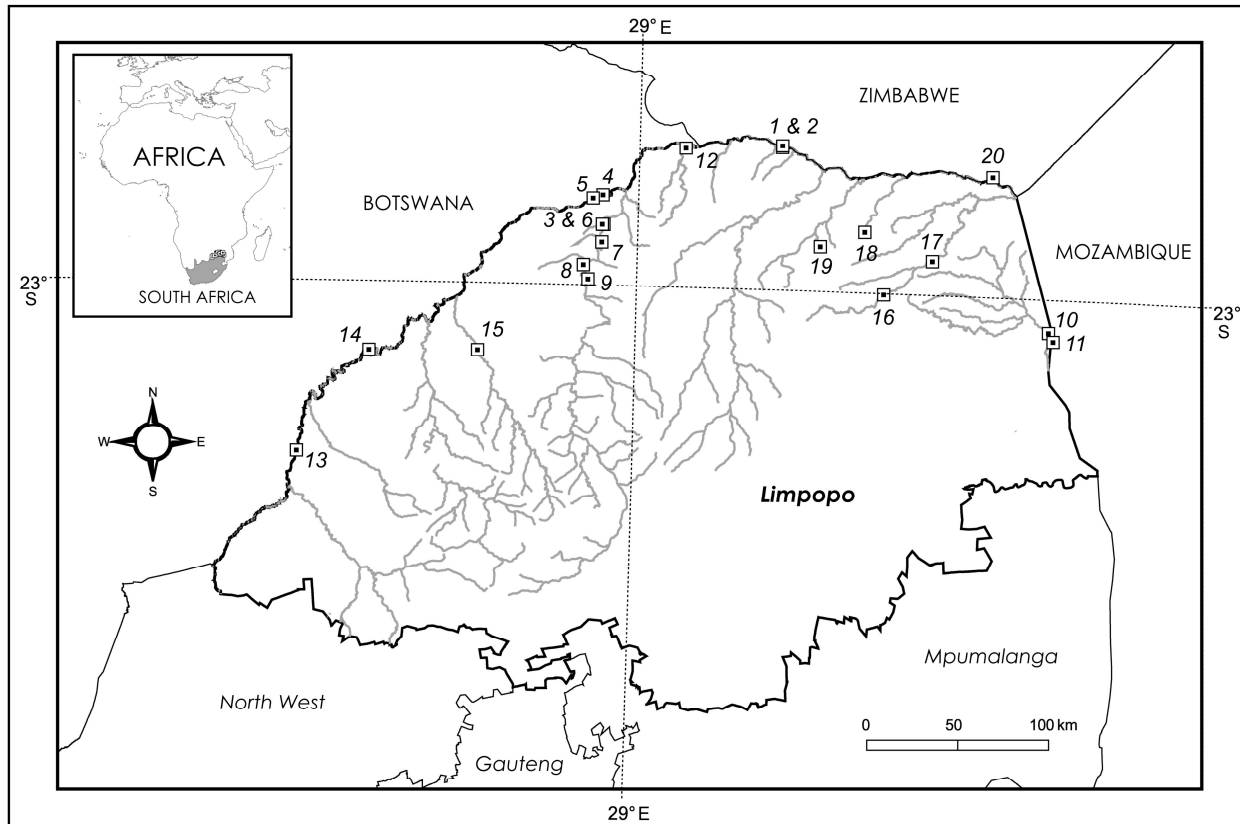 29° E
AFRICA
SOUTH AFRICA
ZIMBABWE
BOTSWANA
MOZAMBIQUE
1 & 2
12
20
4
5
3 & 6
7
8
9
18
17
19
16
10
11
23°
S
23°
S
14
15
13
N
W
E
S
Limpopo
North West
Gauteng
Mpumalanga
0 50 100 km
29° E